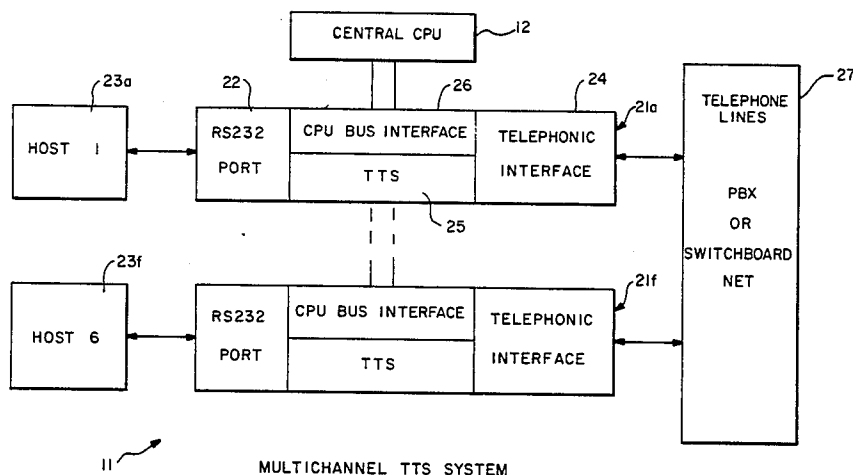 CENTRAL CPU
12
23a
22
26
24
21a
27
HOST 1
RS232 PORT
CPU BUS INTERFACE
TTS
TELEPHONIC INTERFACE
25
TELEPHONE LINES
PBX OR SWITCHBOARD NET
23f
21f
HOST 6
RS232 PORT
CPU BUS INTERFACE
TTS
TELEPHONIC INTERFACE
11
MULTICHANNEL TTS SYSTEM